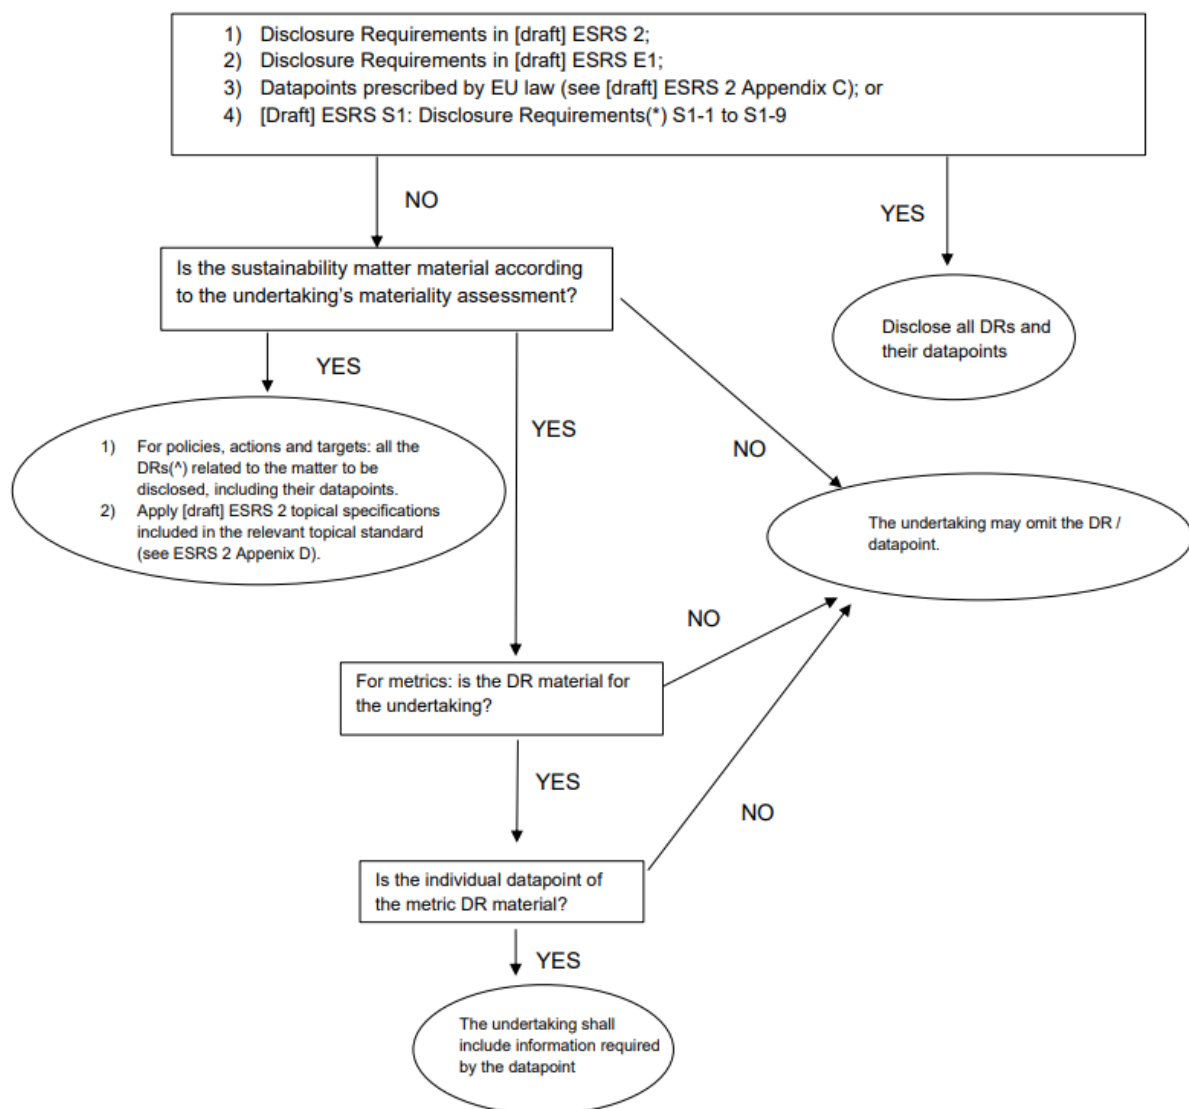 1) Disclosure Requirements in [draft] ESRS 2;
2) Disclosure Requirements in [draft] ESRS E1;
3) Datapoints prescribed by EU law (see [draft] ESRS 2 Appendix C); or
4) [Draft] ESRS S1: Disclosure Requirements(*) S1-1 to S1-9
NO
YES
Is the sustainability matter material according
to the undertaking's materiality assessment?
Disclose all DRs and
their datapoints
YES
YES
NO
1) For policies, actions and targets: all the
DRs(^) related to the matter to be
disclosed, including their datapoints.
2) Apply [draft] ESRS 2 topical specifications
included in the relevant topical standard
(see ESRS 2 Appenix D).
The undertaking may omit the DR /
datapoint.
NO
For metrics: is the DR material for
the undertaking?
YES
NO
Is the individual datapoint of
the metric DR material?
YES
The undertaking shall
include information required
by the datapoint